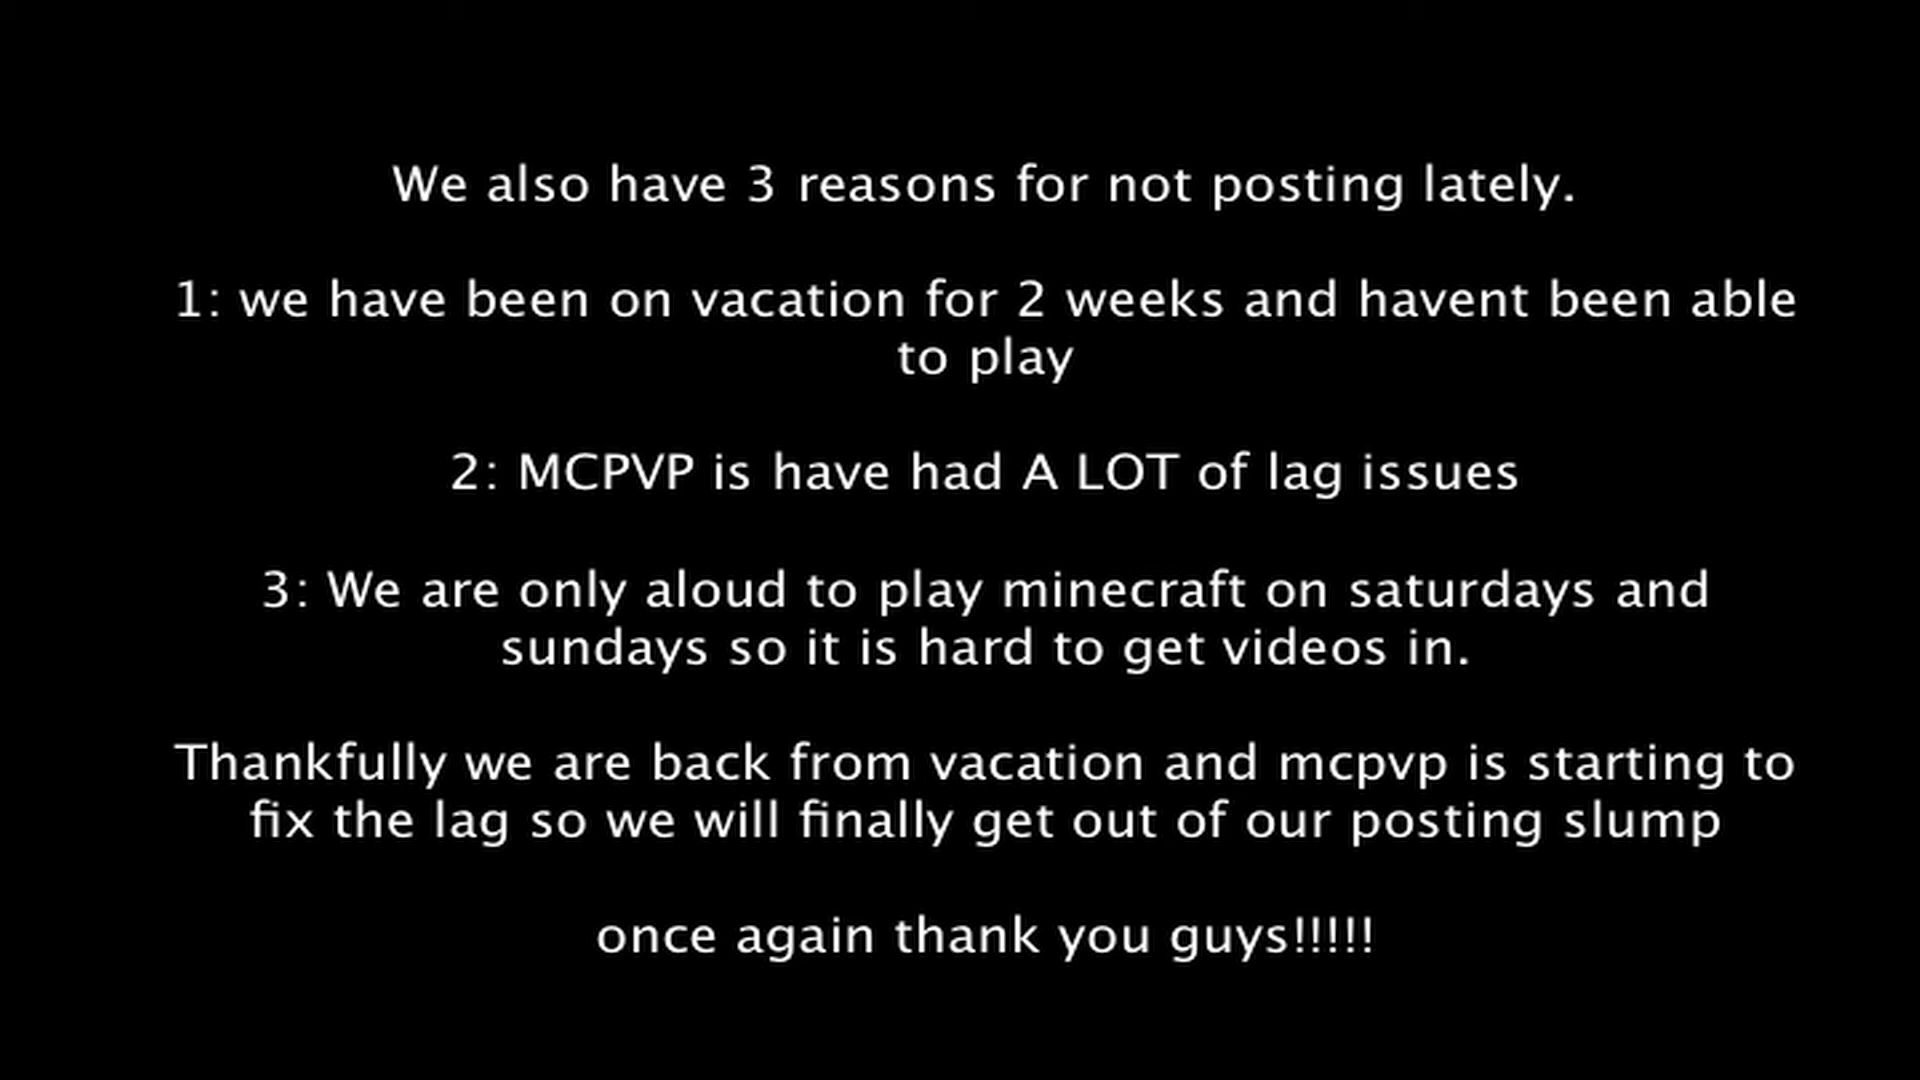 We also have 3 reasons for not posting lately.
1: we have been on vacation for 2 weeks and havent been able
to play
2: MCPVP is have had A LOT of lag issues
3: We are only aloud to play minecraft on saturdays and
sundays so it is hard to get videos in.
Thankfully we are back from vacation and mcpvp is starting to
fix the lag so we will finally get out of our posting slump
once again thank you guys!!!!!